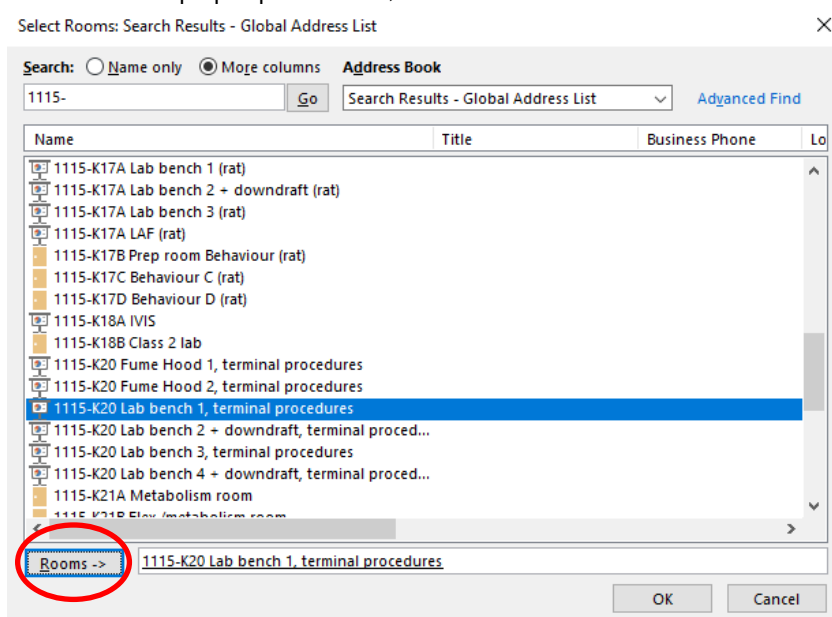 Select Rooms: Search Results - Global Address List
Search: Name only More columns Address Book
1115- Go Search Results - Global Address List Advanced Find
Name Title Business Phone Lo
1115-K17A Lab bench 1 (rat)
1115-K17A Lab bench 2 + downdraft (rat)
1115-K17A Lab bench 3 (rat)
1115-K17A LAF (rat)
1115-K17B Prep room Behaviour (rat)
1115-K17C Behaviour C (rat)
1115-K17D Behaviour D (rat)
1115-K18A IVIS
1115-K18B Class 2 lab
1115-K20 Fume Hood 1, terminal procedures
1115-K20 Fume Hood 2, terminal procedures
1115-K20 Lab bench 1, terminal procedures
1115-K20 Lab bench 2 + downdraft, terminal proced...
1115-K20 Lab bench 3, terminal procedures
1115-K20 Lab bench 4 + downdraft, terminal proced...
1115-K21A Metabolism room
1115-K21B Flex /metabolism room
Rooms -> 1115-K20 Lab bench 1, terminal procedures
OK Cancel